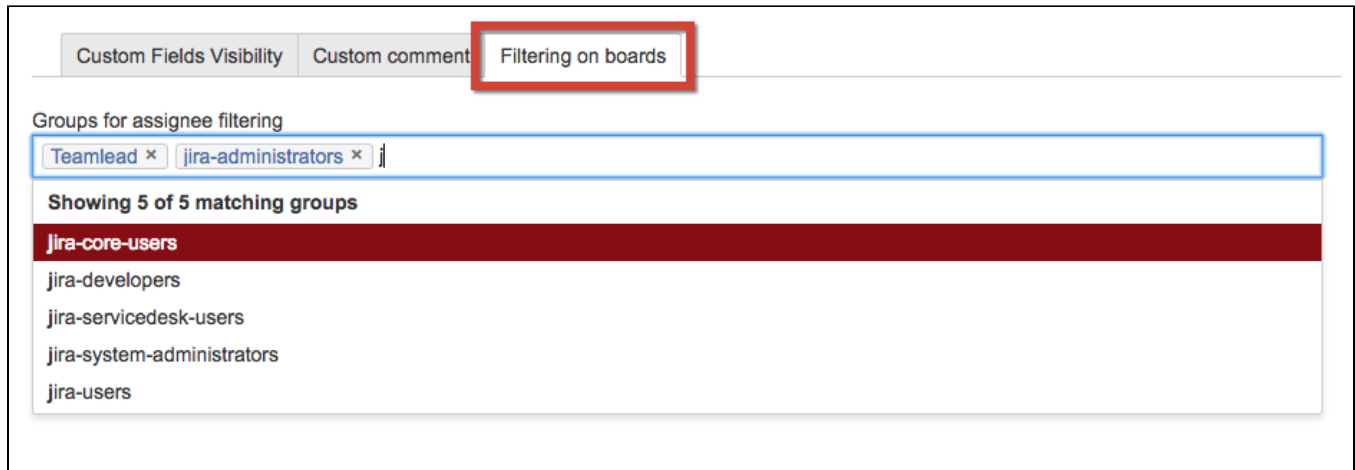 Custom Fields Visibility Custom comment Filtering on boards
Groups for assignee filtering
Teamlead × jira-administrators × j
Showing 5 of 5 matching groups
jira-core-users
jira-developers
jira-servicedesk-users
jira-system-administrators
jira-users